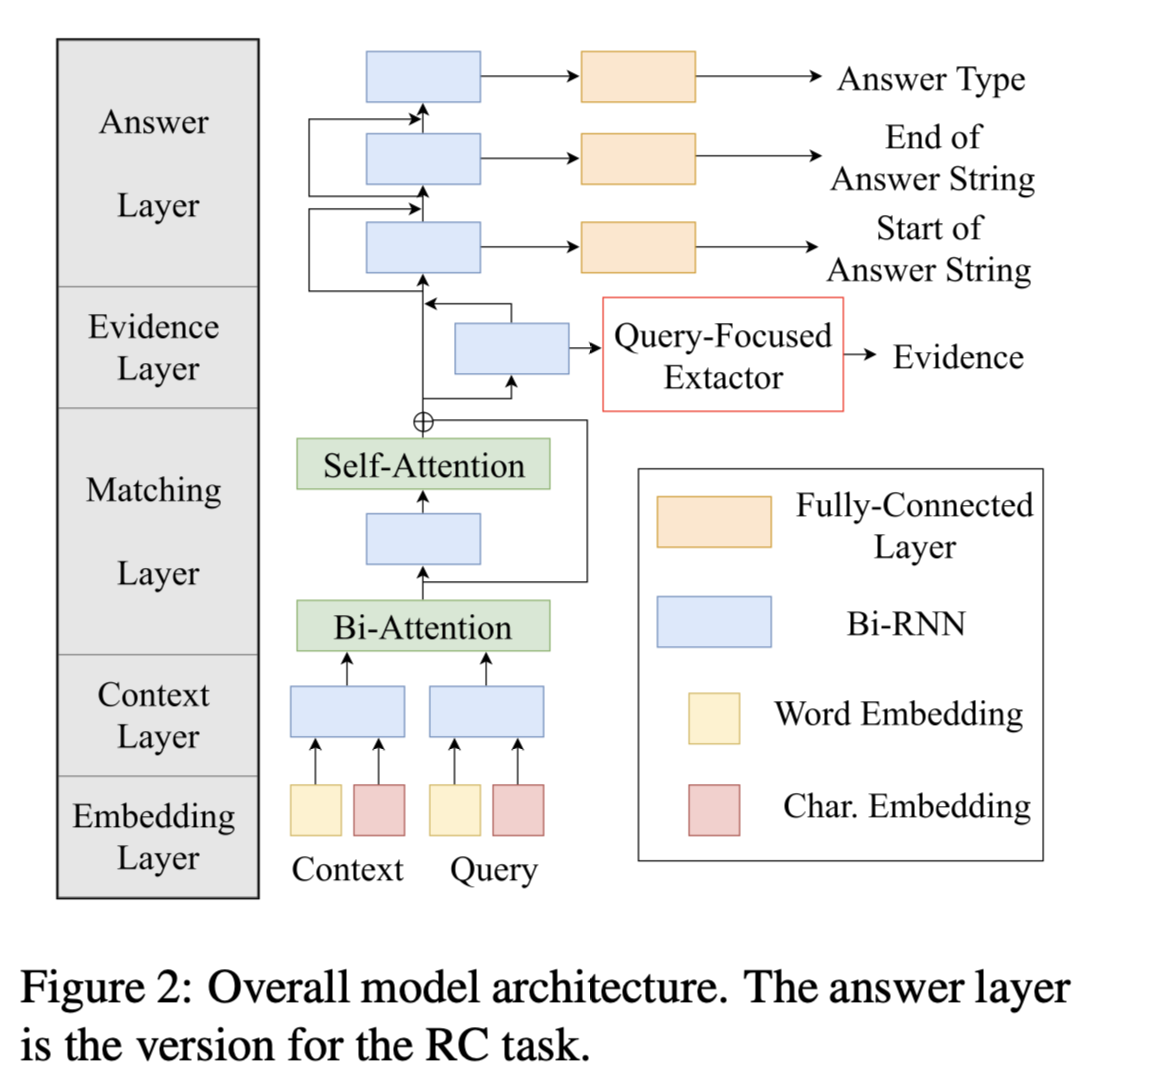 Answer
Layer
Evidence
Layer
Matching
Layer
Context
Layer
Embedding
Layer
Answer Type
End of
Answer String
Start of
Answer String
Query-Focused
Extactor
Evidence
Self-Attention
Bi-Attention
Context
Query
Fully-Connected
Layer
Bi-RNN
Word Embedding
Char. Embedding
Figure 2: Overall model architecture. The answer layer
is the version for the RC task.